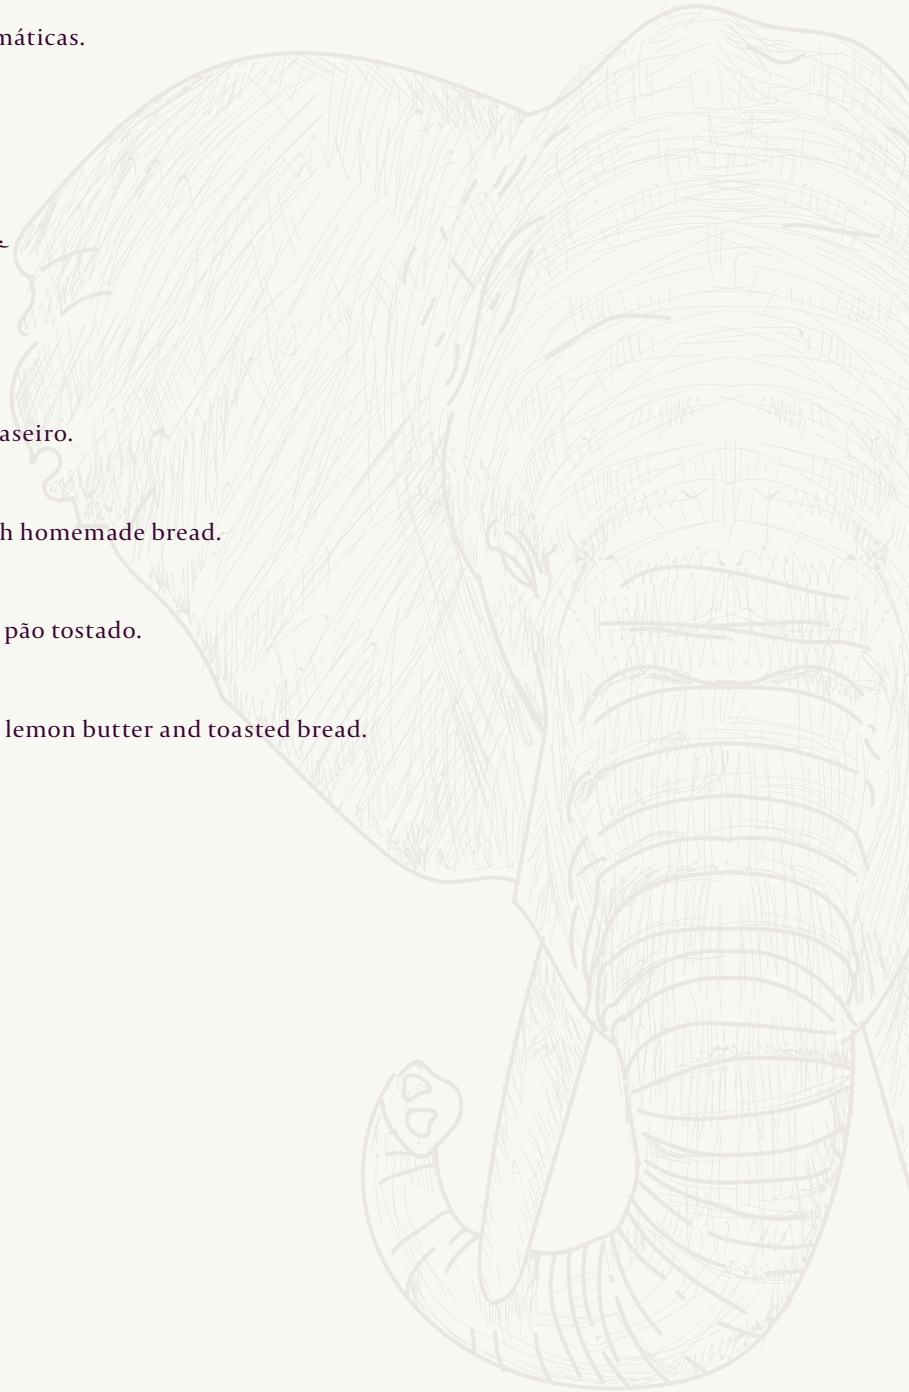 máticas.
aseiro.
h homemade bread.
pão tostado.
lemon butter and toasted bread.